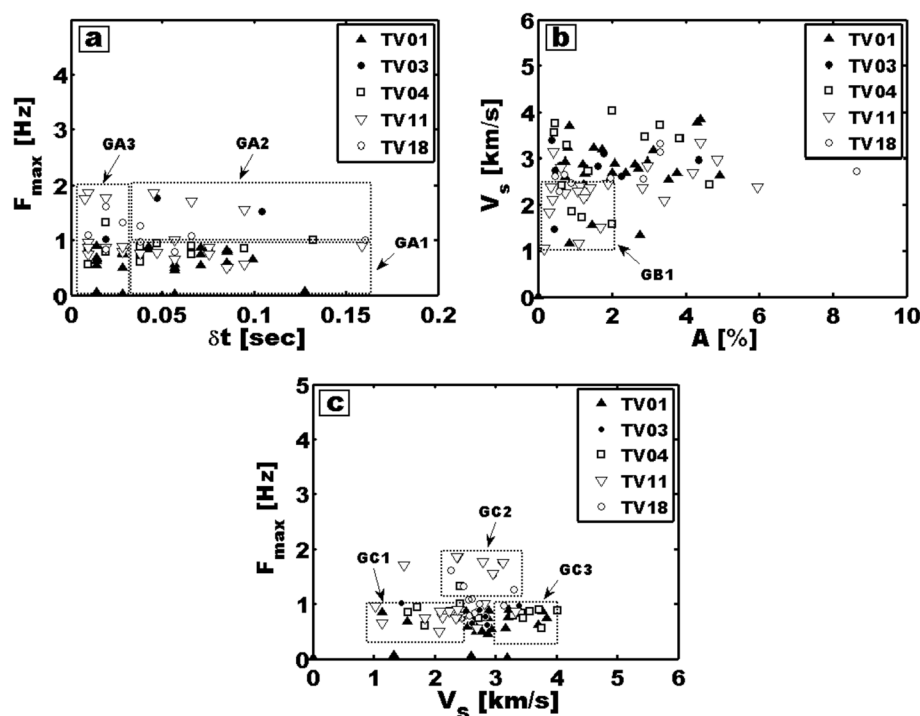 a
TV01
TV03
TV04
TV11
TV18
GA3
GA2
GA1
F_max [Hz]
4
3
2
1
0
0 0.05 0.1 0.15 0.2
δt [sec]
b
TV01
TV03
TV04
TV11
TV18
GB1
V_s [km/s]
6
5
4
3
2
1
0
0 2 4 6 8 10
A [%]
c
TV01
TV03
TV04
TV11
TV18
GC1
GC2
GC3
F_max [Hz]
5
4
3
2
1
0
0 1 2 3 4 5 6
V_s [km/s]